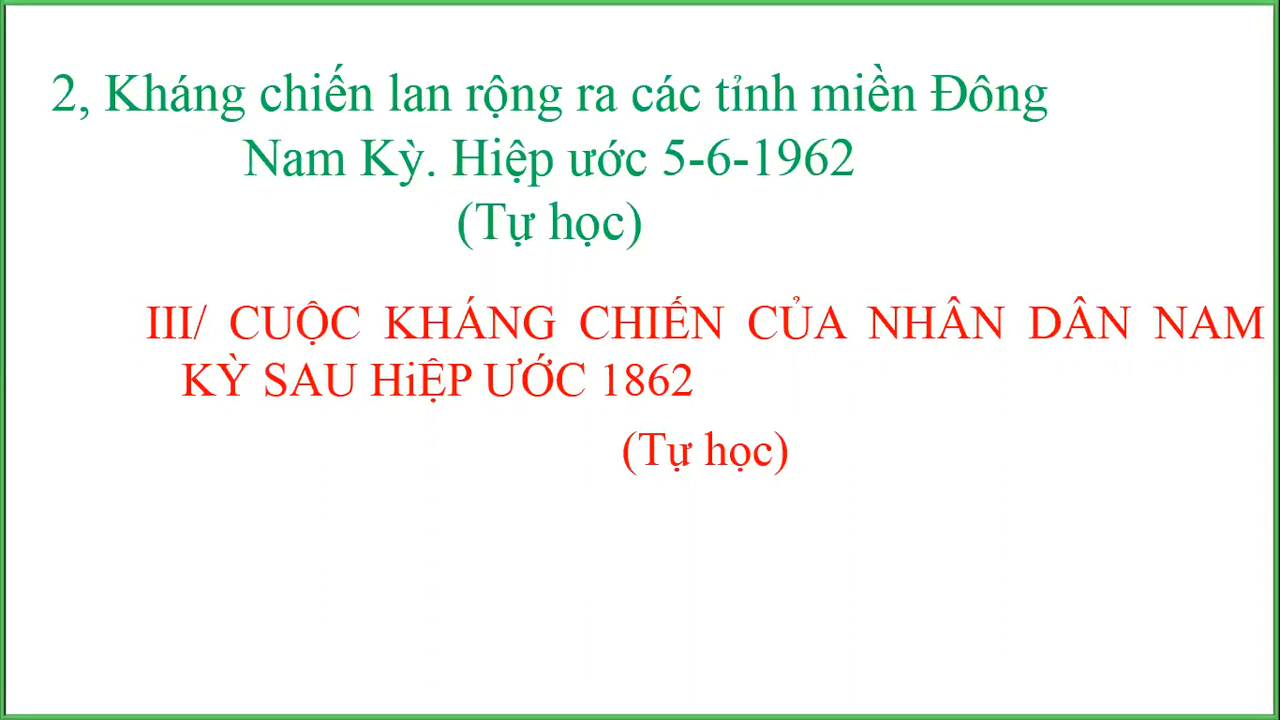 2, Kháng chiến lan rộng ra các tỉnh miền Đông
Nam Kỳ. Hiệp ước 5-6-1962
(Tự học)
III/ CUỘC KHÁNG CHIẾN CỦA NHÂN DÂN NAM
KỲ SAU HiỆP ƯỚC 1862
(Tự học)